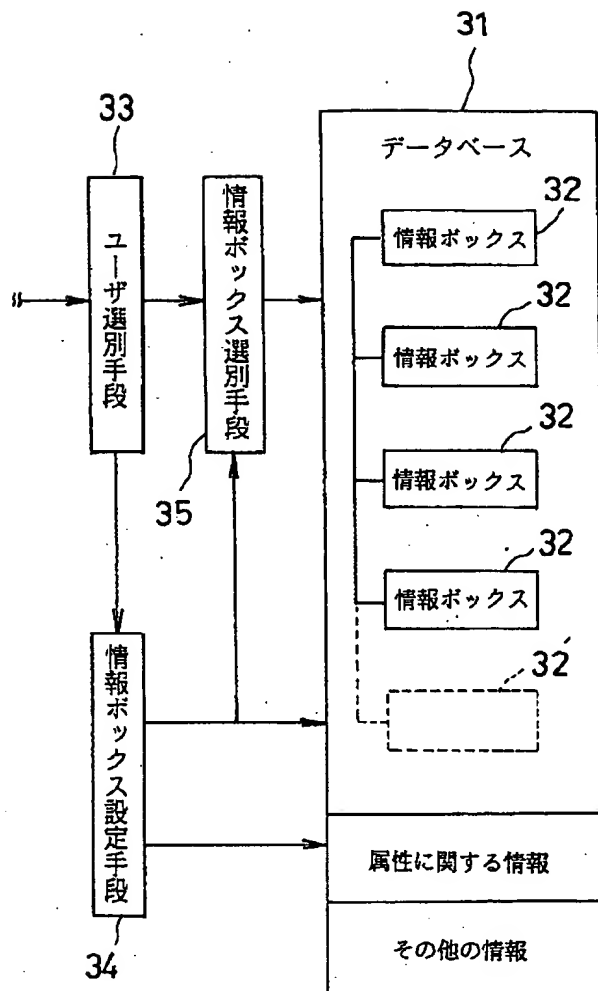 31
33
データベース
ユーザ選別手段
情報ボックス選別手段
32
情報ボックス
32
情報ボックス
32
情報ボックス
35
32
情報ボックス
32'
情報ボックス設定手段
属性に関する情報
34
その他の情報